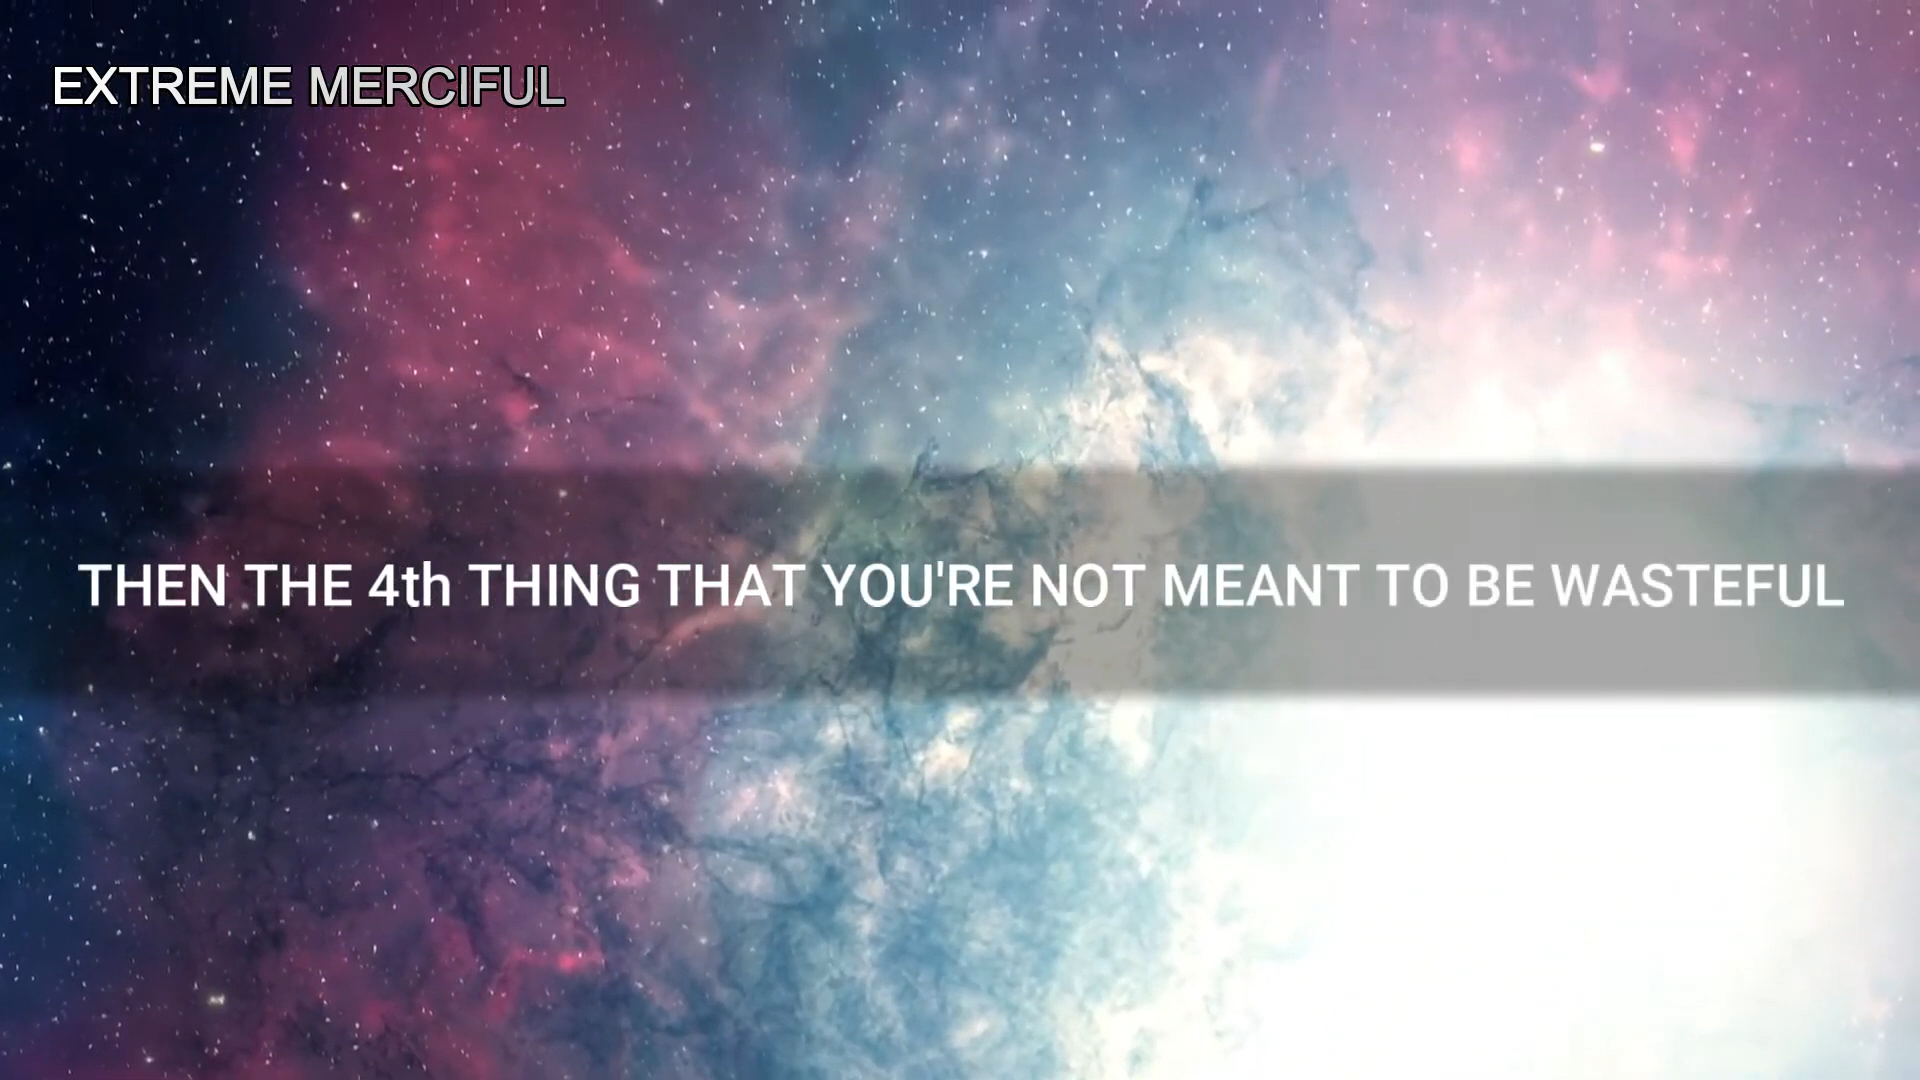 EXTREME MERCIFUL
THEN THE 4th THING THAT YOU'RE NOT MEANT TO BE WASTEFUL